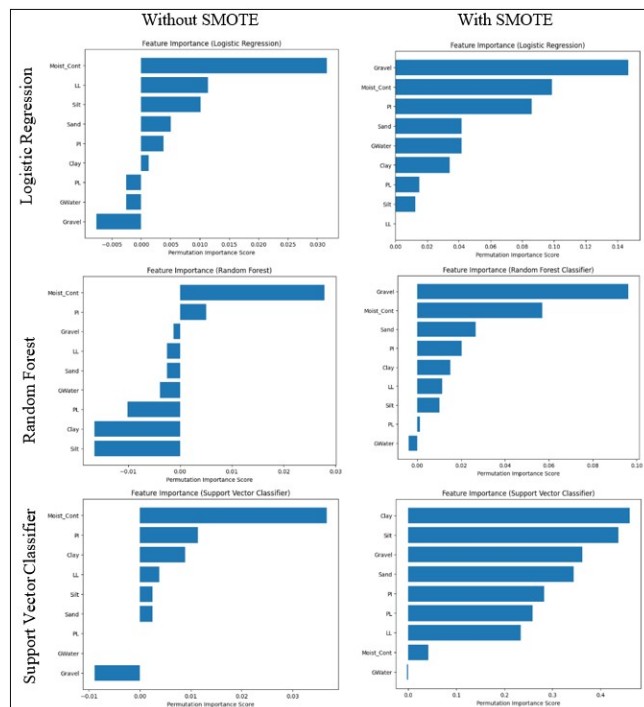 Without SMOTE
With SMOTE
Logistic Regression
Feature Importance (Logistic Regression)
Moist_Cont
LL
Silt
Sand
PI
Clay
PL
GWater
Gravel
−0.005 0.000 0.005 0.010 0.015 0.020 0.025 0.030
Permutation Importance Score
Feature Importance (Logistic Regression)
Gravel
Moist_Cont
PI
Sand
GWater
Clay
PL
Silt
LL
0.00 0.02 0.04 0.06 0.08 0.10 0.12 0.14
Permutation Importance Score
Random Forest
Feature Importance (Random Forest)
Moist_Cont
PI
Gravel
LL
Sand
GWater
PL
Clay
Silt
−0.01 0.00 0.01 0.02 0.03
Permutation Importance Score
Feature Importance (Random Forest Classifier)
Gravel
Moist_Cont
Sand
PI
Clay
LL
Silt
PL
GWater
0.00 0.02 0.04 0.06 0.08 0.10
Permutation Importance Score
Support Vector Classifier
Feature Importance (Support Vector Classifier)
Moist_Cont
PI
Clay
LL
Silt
Sand
PL
GWater
Gravel
−0.01 0.00 0.01 0.02 0.03
Permutation Importance Score
Feature Importance (Support Vector Classifier)
Clay
Silt
Gravel
Sand
PI
PL
LL
Moist_Cont
GWater
0.0 0.1 0.2 0.3 0.4
Permutation Importance Score